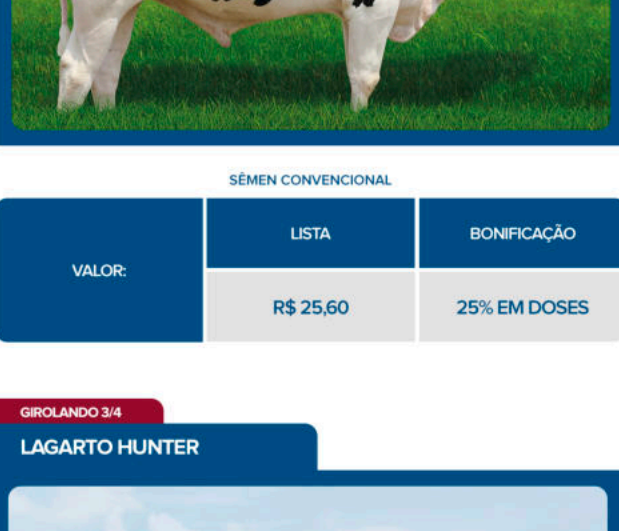 SÊMEN CONVENCIONAL
VALOR:
LISTA
BONIFICAÇÃO
R$ 25,60
25% EM DOSES
GIROLANDO 3/4
LAGARTO HUNTER